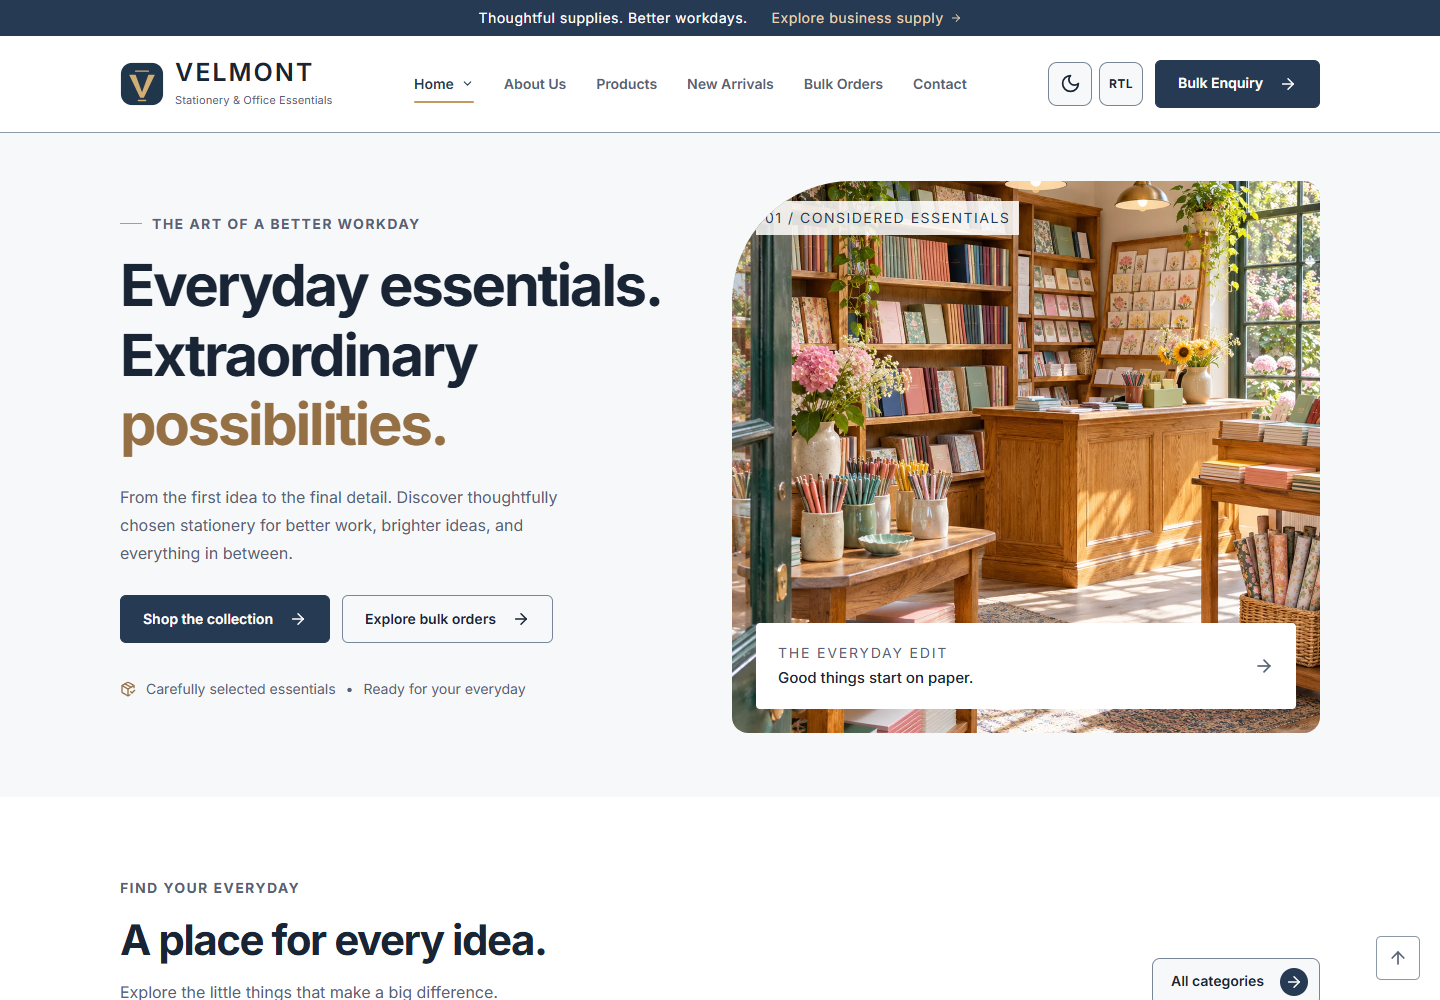 Thoughtful supplies. Better workdays. Explore business supply
VELMONT
Stationery & Office Essentials
Home
About Us
Products
New Arrivals
Bulk Orders
Contact
RTL
Bulk Enquiry
THE ART OF A BETTER WORKDAY
Everyday essentials.
Extraordinary
possibilities.
From the first idea to the final detail. Discover thoughtfully
chosen stationery for better work, brighter ideas, and
everything in between.
Shop the collection
Explore bulk orders
Carefully selected essentials • Ready for your everyday
01 / CONSIDERED ESSENTIALS
THE EVERYDAY EDIT
Good things start on paper.
FIND YOUR EVERYDAY
A place for every idea.
Explore the little things that make a big difference.
All categories